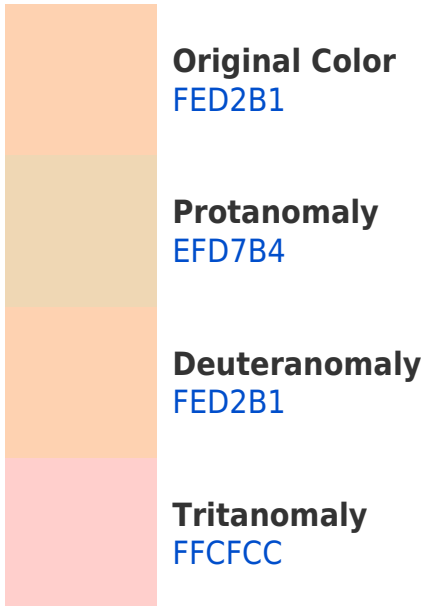 Original Color
FED2B1
Protanomaly
EFD7B4
Deuteranomaly
FED2B1
Tritanomaly
FFCFCC